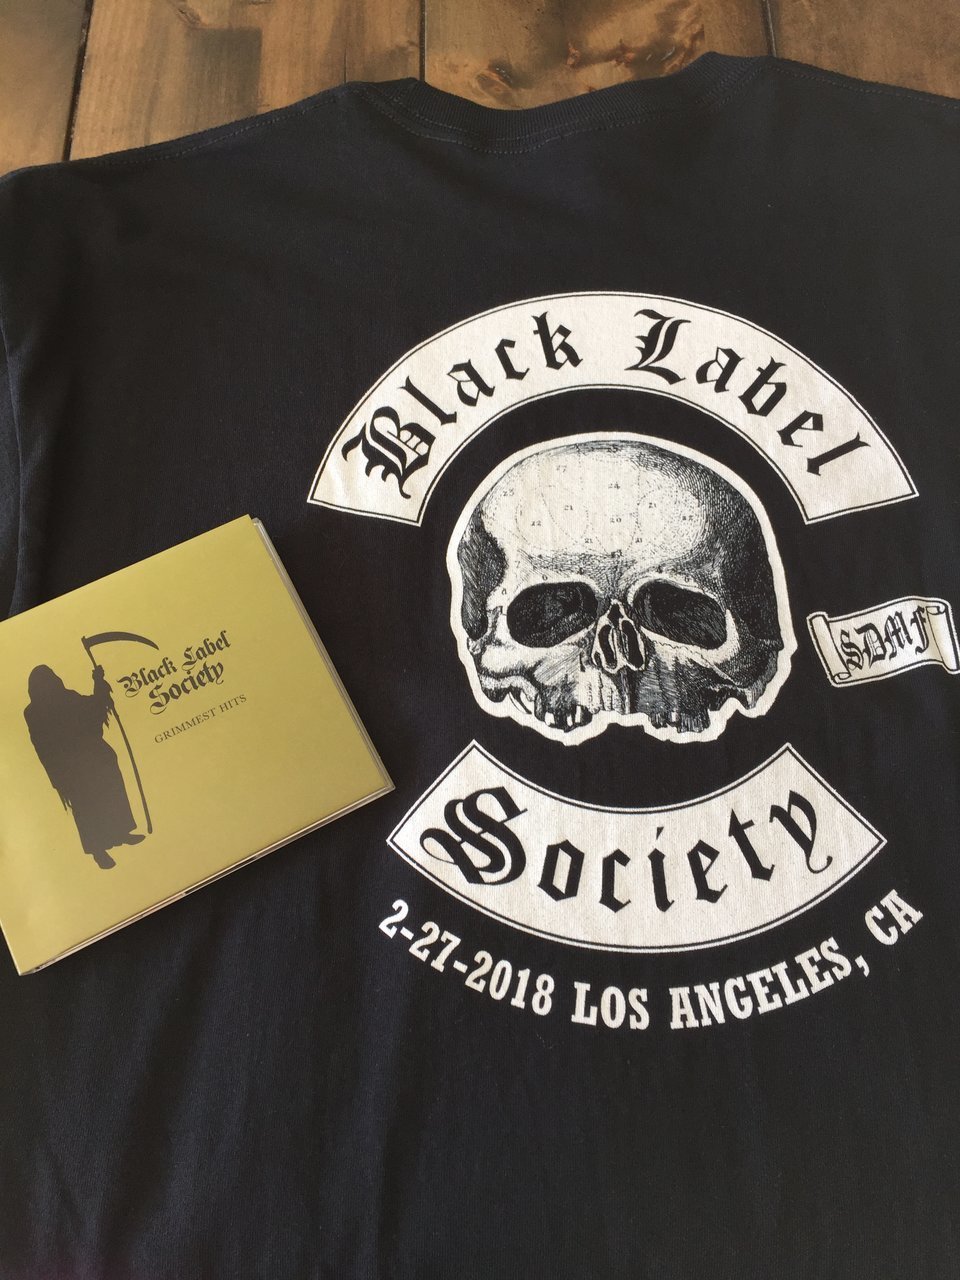 Black Label
SDMF
Society
2-27-2018 LOS ANGELES, CA
Black Label
Society
GRIMMEST HITS